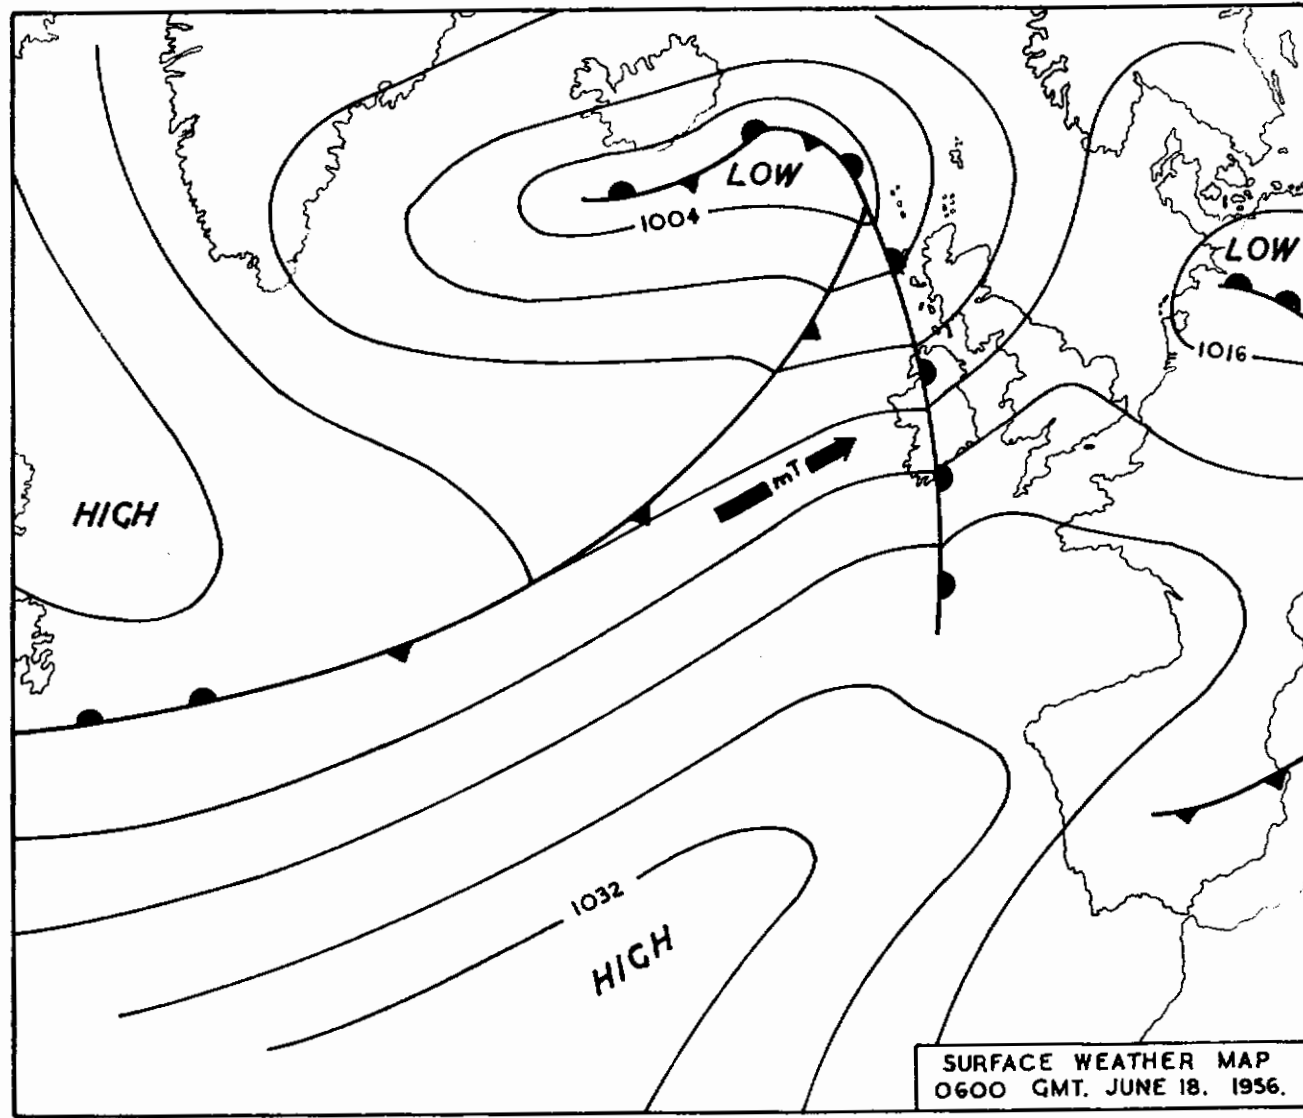 LOW
1004
LOW
1016
mT
HIGH
1032
HIGH
SURFACE WEATHER MAP
0600 GMT. JUNE 18. 1956.